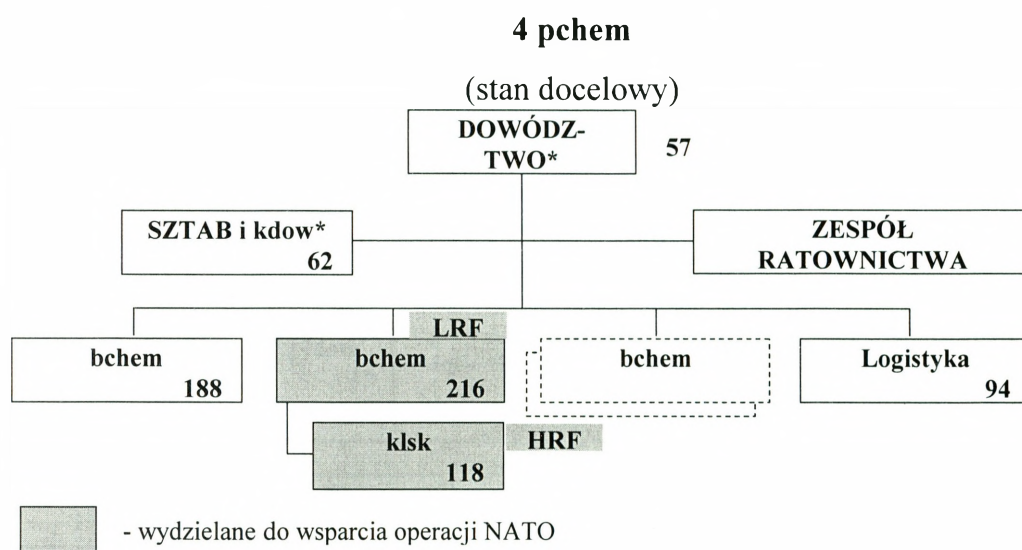 4 pchem
(stan docelowy)
DOWÓDZ-
TWO*
57
SZTAB i kdow*
62
ZESPÓŁ
RATOWNICTWA
LRF
bchem
188
bchem
216
bchem
Logistyka
94
klsk
118
HRF
- wydzielane do wsparcia operacji NATO